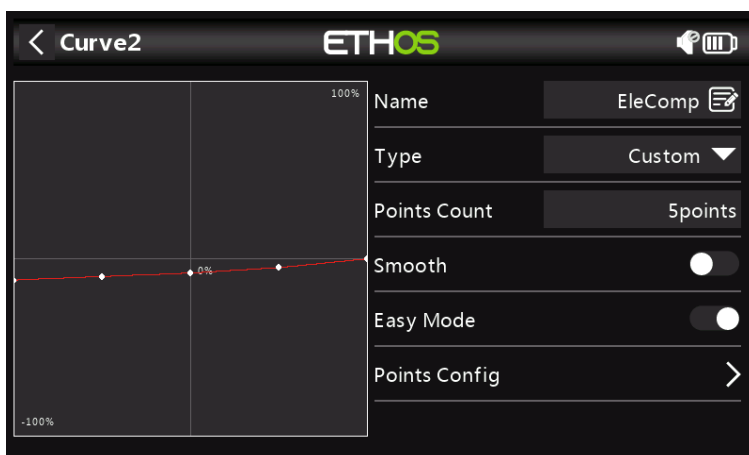 Curve2
ETHOS
100%
0%
-100%
Name EleComp
Type Custom
Points Count 5points
Smooth
Easy Mode
Points Config